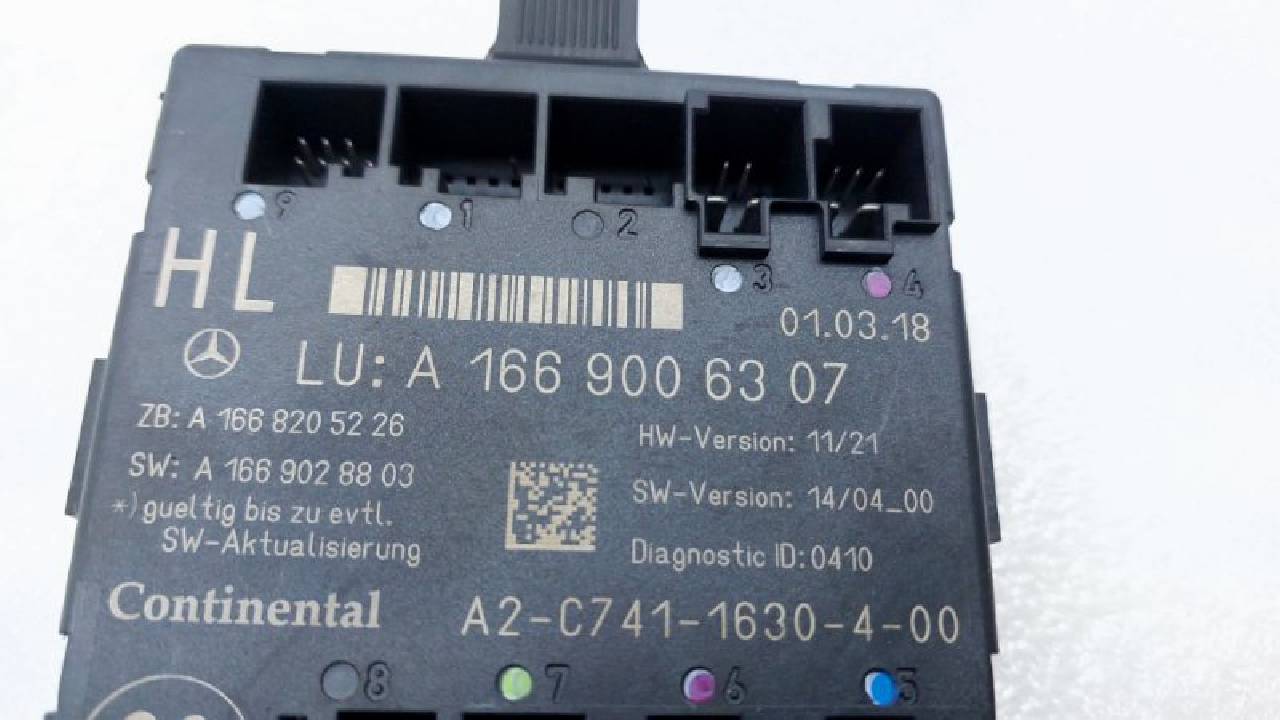 9 1 2 3 4
HL
01.03.18
LU: A 166 900 63 07
ZB: A 166 820 52 26
HW-Version: 11/21
SW: A 166 902 88 03
SW-Version: 14/04_00
*) gueltig bis zu evtl.
SW-Aktualisierung
Diagnostic ID: 0410
Continental
A2-C741-1630-4-00
8 7 6 5